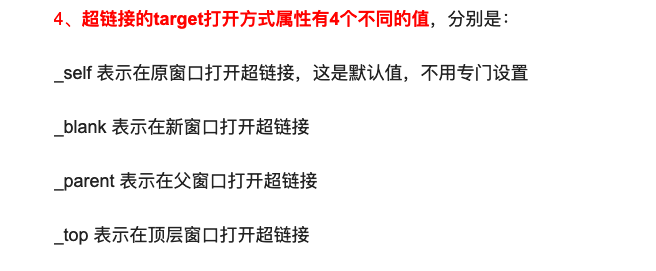 4、超链接的target打开方式属性有4个不同的值，分别是：
_self 表示在原窗口打开超链接，这是默认值，不用专门设置
_blank 表示在新窗口打开超链接
_parent 表示在父窗口打开超链接
_top 表示在顶层窗口打开超链接